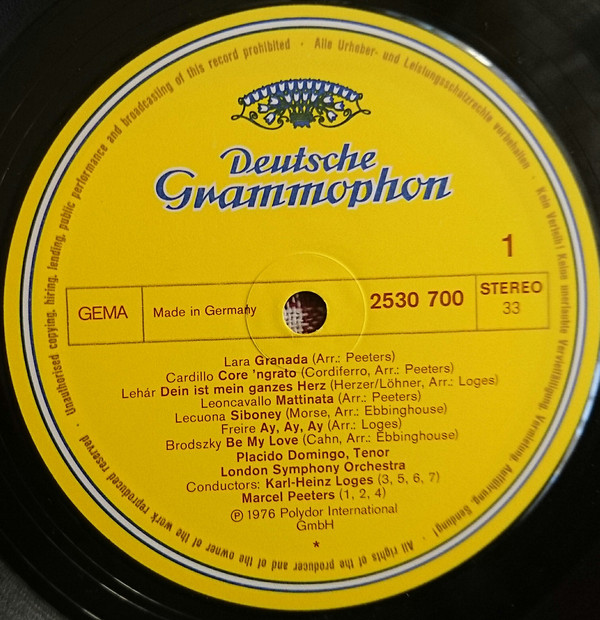 Unauthorised copying, hiring, lending, public performance and broadcasting of this record prohibited · Alle Urheber- und Leistungsschutzrechte vorbehalten · Kein Verleih! Keine unerlaubte Vervielfältigung, Vermietung, Aufführung, Sendung! · All rights of the producer and of the owner of the work reproduced reserved ·
Deutsche
Grammophon
1
GEMA
Made in Germany
2530 700
STEREO
33
Lara Granada (Arr.: Peeters)
Cardillo Core 'ngrato (Cordiferro, Arr.: Peeters)
Lehár Dein ist mein ganzes Herz (Herzer/Löhner, Arr.: Loges)
Leoncavallo Mattinata (Arr.: Peeters)
Lecuona Siboney (Morse, Arr.: Ebbinghouse)
Freire Ay, Ay, Ay (Arr.: Loges)
Brodszky Be My Love (Cahn, Arr.: Ebbinghouse)
Placido Domingo, Tenor
London Symphony Orchestra
Conductors: Karl-Heinz Loges (3, 5, 6, 7)
Marcel Peeters (1, 2, 4)
Ⓟ 1976 Polydor International
GmbH
*